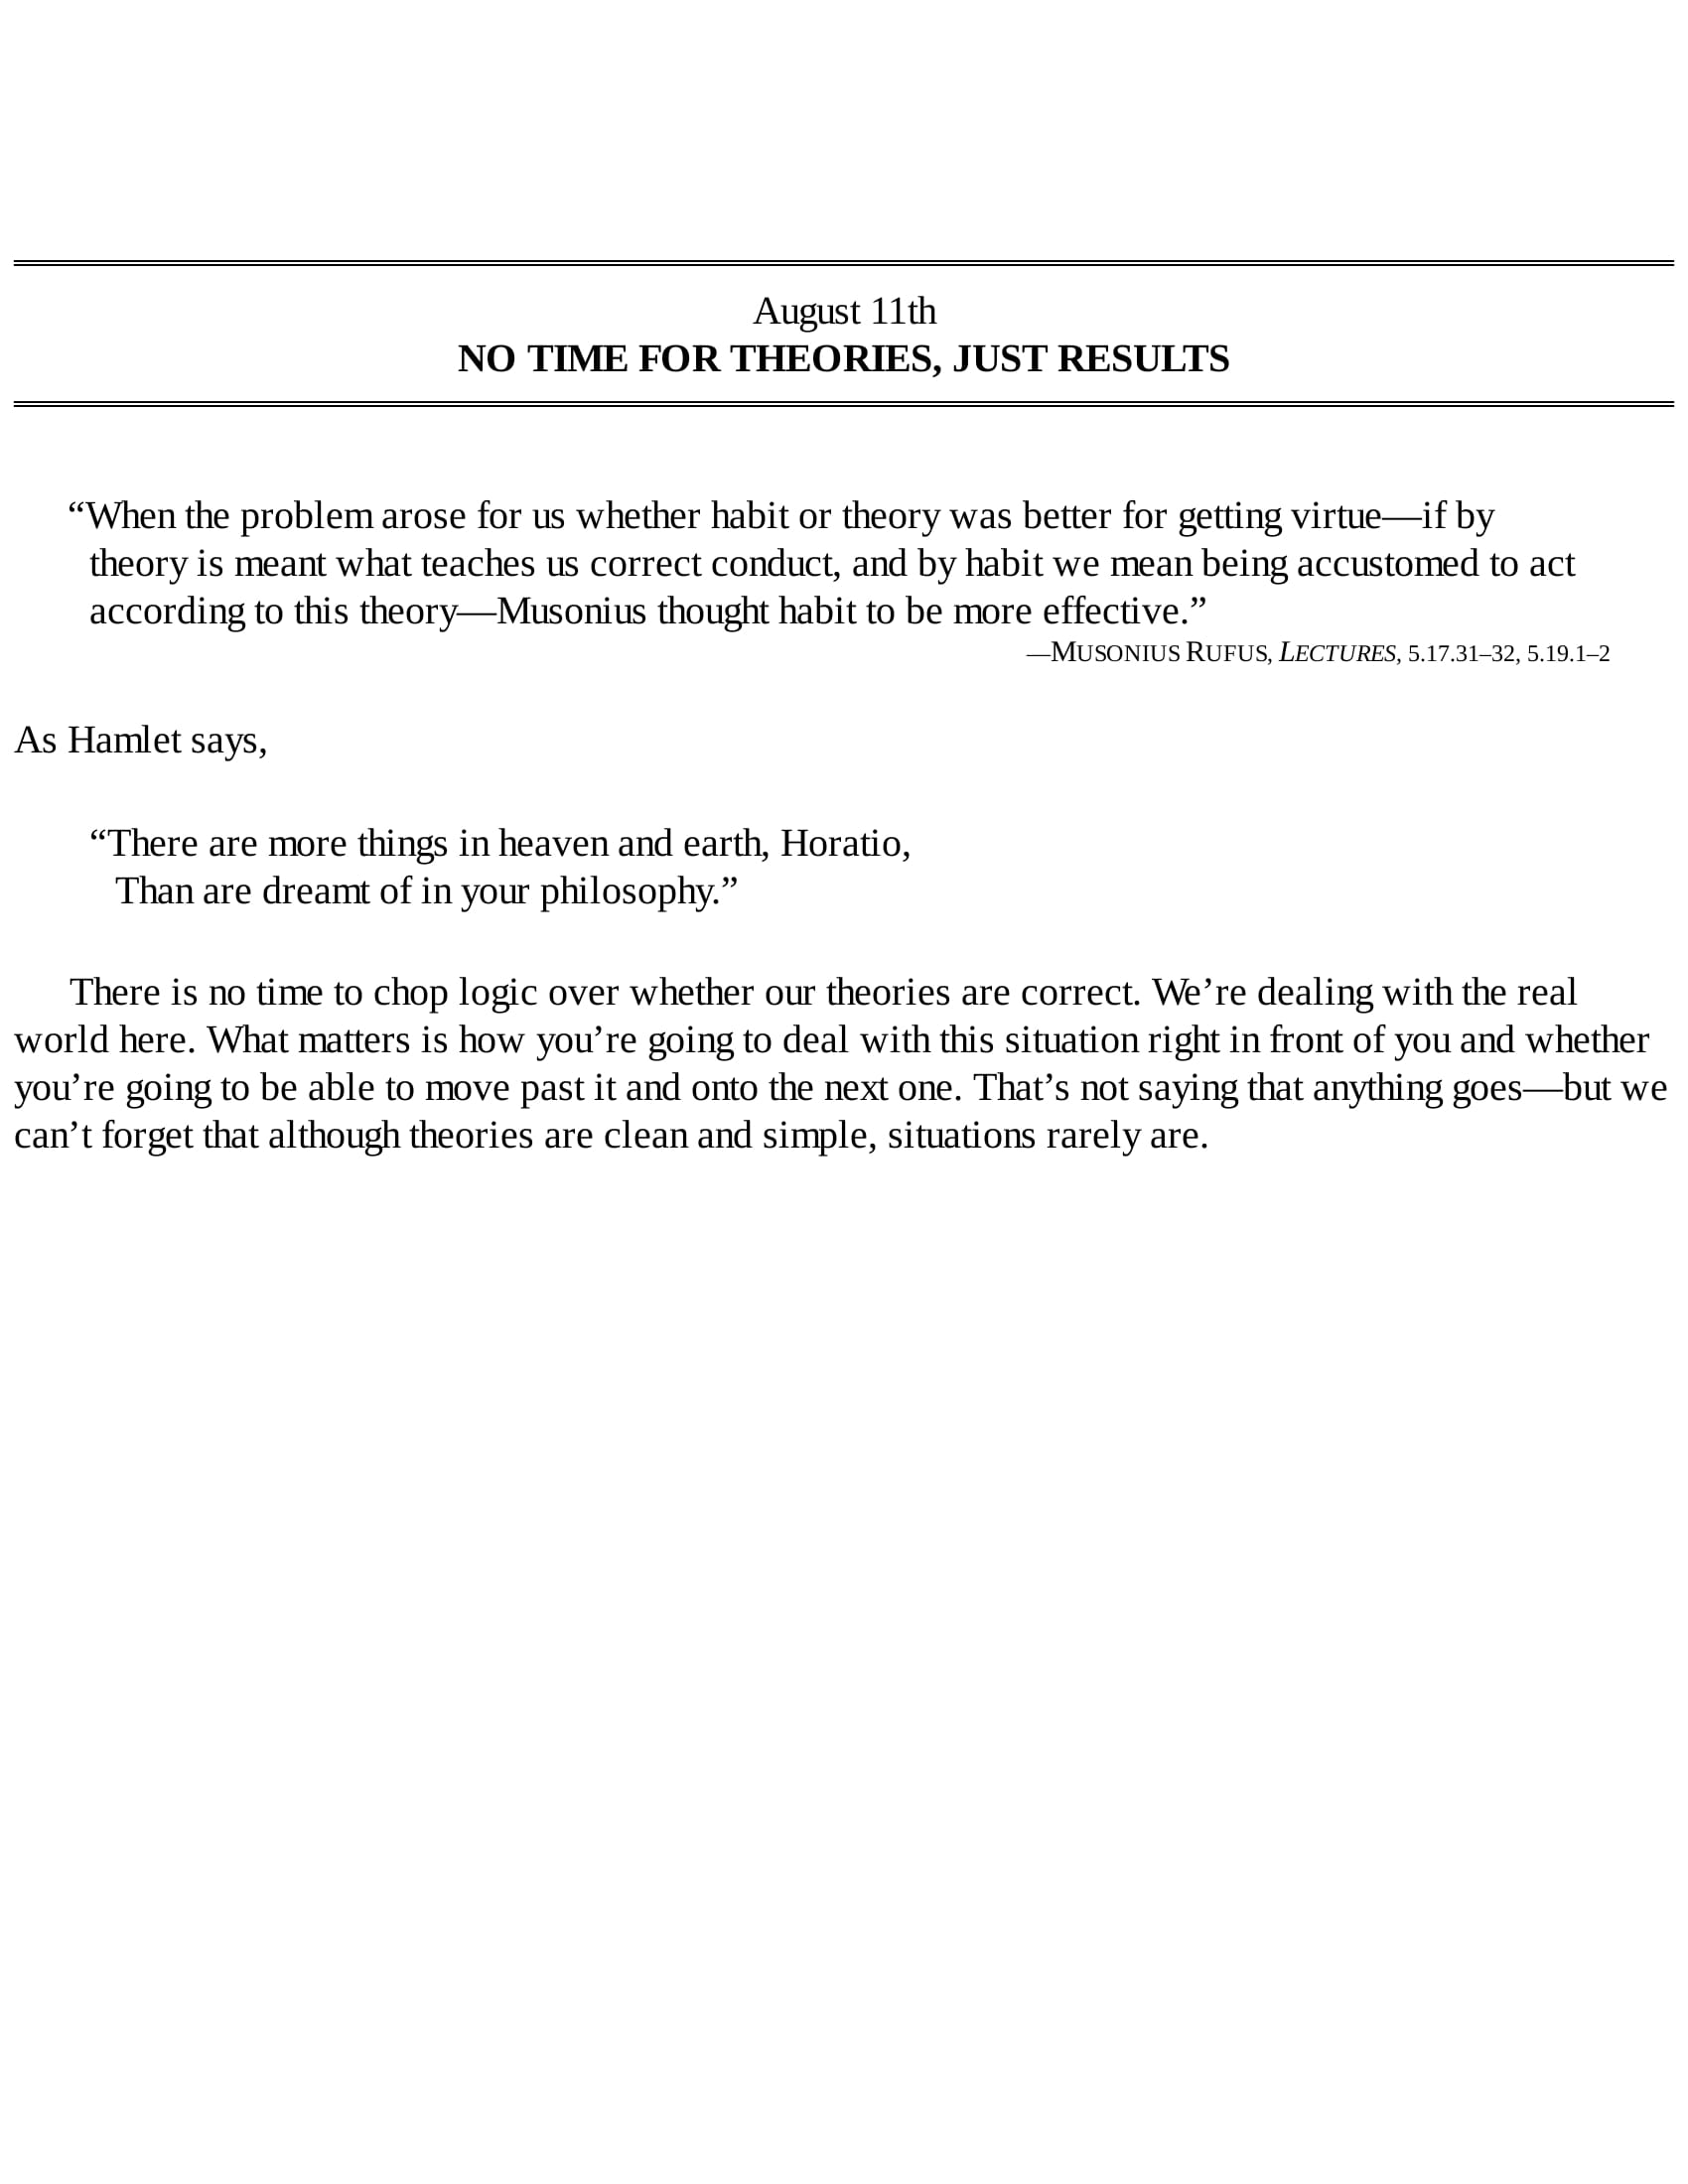 August 11th
NO TIME FOR THEORIES, JUST RESULTS
“When the problem arose for us whether habit or theory was better for getting virtue—if by
theory is meant what teaches us correct conduct, and by habit we mean being accustomed to act
according to this theory—Musonius thought habit to be more effective.”
—MUSONIUS RUFUS, LECTURES, 5.17.31–32, 5.19.1–2
As Hamlet says,
“There are more things in heaven and earth, Horatio,
Than are dreamt of in your philosophy.”
There is no time to chop logic over whether our theories are correct. We’re dealing with the real
world here. What matters is how you’re going to deal with this situation right in front of you and whether
you’re going to be able to move past it and onto the next one. That’s not saying that anything goes—but we
can’t forget that although theories are clean and simple, situations rarely are.